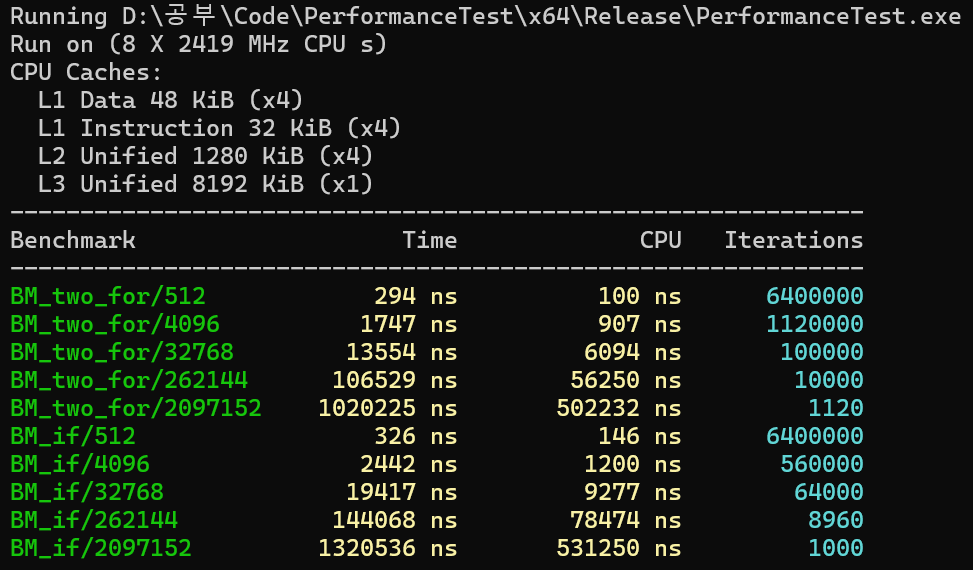 Running D:\공부\Code\PerformanceTest\x64\Release\PerformanceTest.exe
Run on (8 X 2419 MHz CPU s)
CPU Caches:
  L1 Data 48 KiB (x4)
  L1 Instruction 32 KiB (x4)
  L2 Unified 1280 KiB (x4)
  L3 Unified 8192 KiB (x1)
-------------------------------------------------------------
Benchmark                   Time             CPU   Iterations
-------------------------------------------------------------
BM_two_for/512            294 ns          100 ns      6400000
BM_two_for/4096          1747 ns          907 ns      1120000
BM_two_for/32768        13554 ns         6094 ns       100000
BM_two_for/262144      106529 ns        56250 ns        10000
BM_two_for/2097152    1020225 ns       502232 ns         1120
BM_if/512                 326 ns          146 ns      6400000
BM_if/4096               2442 ns         1200 ns       560000
BM_if/32768             19417 ns         9277 ns        64000
BM_if/262144           144068 ns        78474 ns         8960
BM_if/2097152         1320536 ns       531250 ns         1000